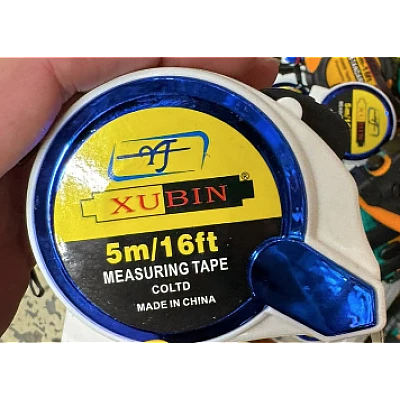 XUBIN®
5m/16ft
MEASURING TAPE
COLTD
MADE IN CHINA